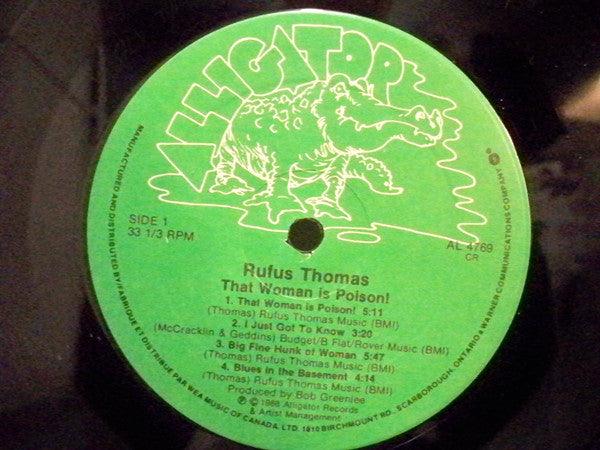 ALLIGATOR
SIDE 1
33 1/3 RPM
AL 4769
CR
Rufus Thomas
That Woman is Poison!
1. That Woman is Poison! 5:11
(Thomas) Rufus Thomas Music (BMI)
2. I Just Got To Know 3:20
(McCracklin & Geddins) Budget/B Flat/Rover Music (BMI)
3. Big Fine Hunk of Woman 5:47
(Thomas) Rufus Thomas Music (BMI)
4. Blues in the Basement 4:14
(Thomas) Rufus Thomas Music (BMI)
Produced by Bob Greenlee
℗ © 1988 Alligator Records
& Artist Management
MANUFACTURED AND DISTRIBUTED BY/FABRIQUE ET DISTRIBUE PAR WEA MUSIC OF CANADA, LTD. 1810 BIRCHMOUNT RD., SCARBOROUGH, ONTARIO A WARNER COMMUNICATIONS COMPANY